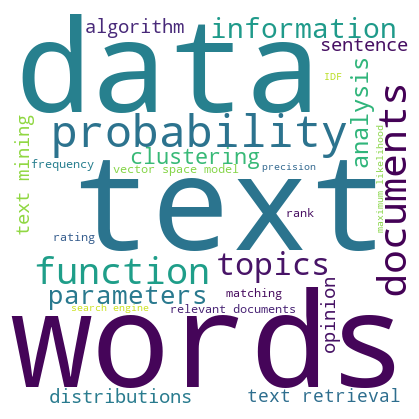 algorithm
information
data
sentence
IDF
analysis
documents
text mining
probability
maximum likelihood
frequency
clustering
vector space model
precision
text
rank
rating
function
topics
parameters
matching
opinion
search engine
relevant documents
words
distributions
text retrieval